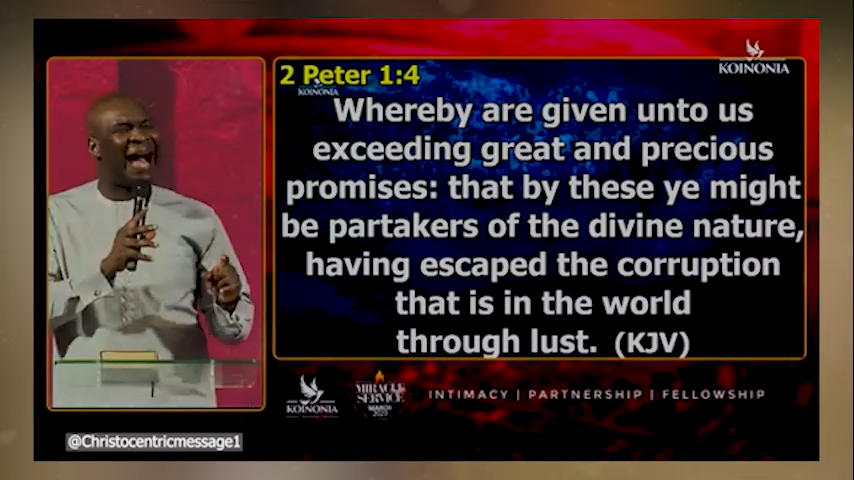 2 Peter 1:4
KOINONIA
KOINONIA
Whereby are given unto us
exceeding great and precious
promises: that by these ye might
be partakers of the divine nature,
having escaped the corruption
that is in the world
through lust. (KJV)
KOINONIA
MIRACLE
SERVICE
MARCH
2023
INTIMACY | PARTNERSHIP | FELLOWSHIP
@Christocentricmessage1